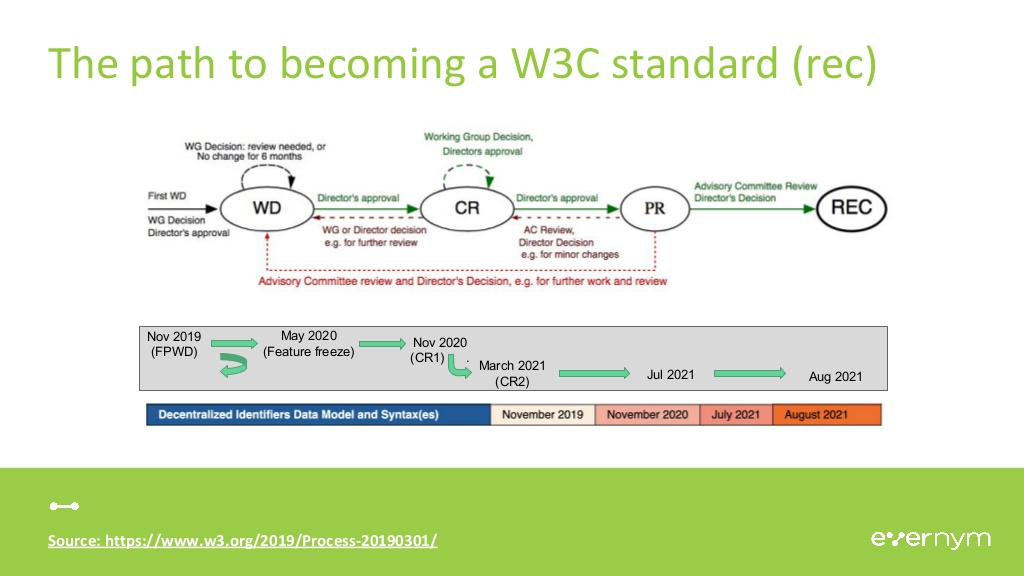 The path to becoming a W3C standard (rec)
WG Decision: review needed, or
No change for 6 months
Working Group Decision,
Directors approval
First WD
WG Decision
Director's approval
WD
Director's approval
WG or Director decision
e.g. for further review
CR
Director's approval
AC Review,
Director Decision
e.g. for minor changes
PR
Advisory Committee Review
Director's Decision
REC
Advisory Committee review and Director's Decision, e.g. for further work and review
Nov 2019
(FPWD)
May 2020
(Feature freeze)
Nov 2020
(CR1) .
March 2021
(CR2)
Jul 2021
Aug 2021
Decentralized Identifiers Data Model and Syntax(es)
November 2019
November 2020
July 2021
August 2021
Source: https://www.w3.org/2019/Process-20190301/
evernym